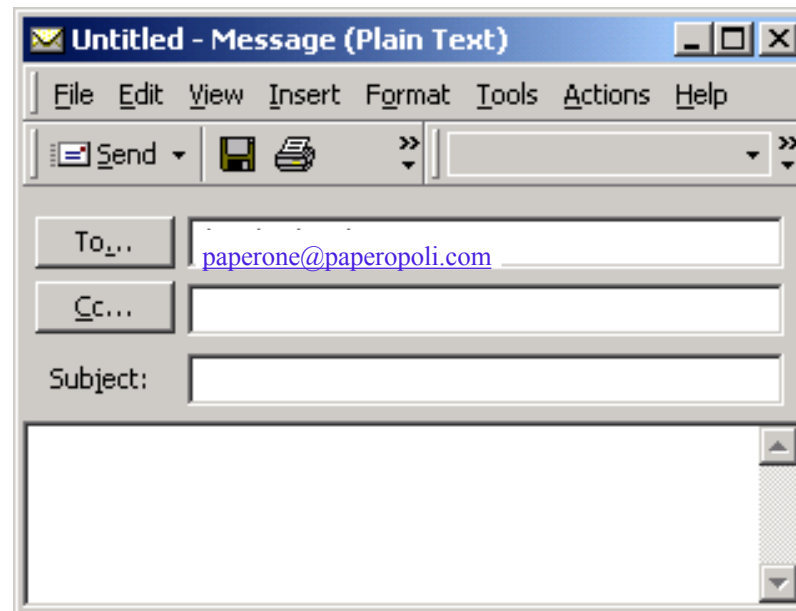 Untitled - Message (Plain Text)
File Edit View Insert Format Tools Actions Help
Send
To...
paperone@paperopoli.com
Cc...
Subject: